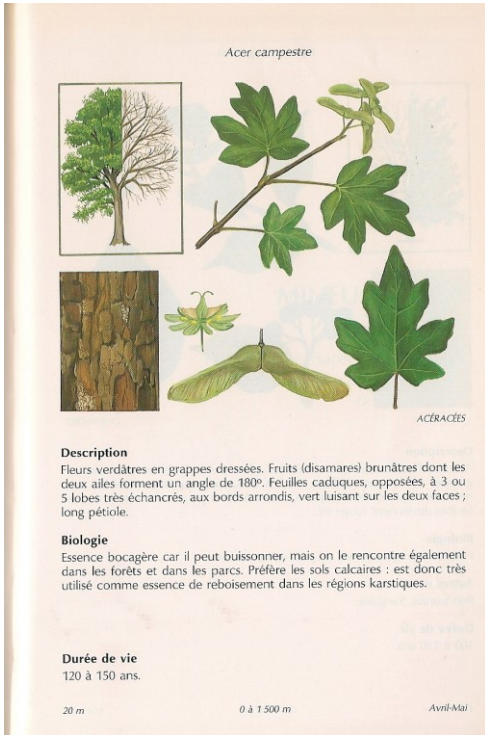 Acer campestre
ACÉRACÉES
Description
Fleurs verdâtres en grappes dressées. Fruits (disamares) brunâtres dont les
deux ailes forment un angle de 180º. Feuilles caduques, opposées, à 3 ou
5 lobes très échancrés, aux bords arrondis, vert luisant sur les deux faces ;
long pétiole.
Biologie
Essence bocagère car il peut buissonner, mais on le rencontre également
dans les forêts et dans les parcs. Préfère les sols calcaires : est donc très
utilisé comme essence de reboisement dans les régions karstiques.
Durée de vie
120 à 150 ans.
20 m 0 à 1 500 m Avril-Mai